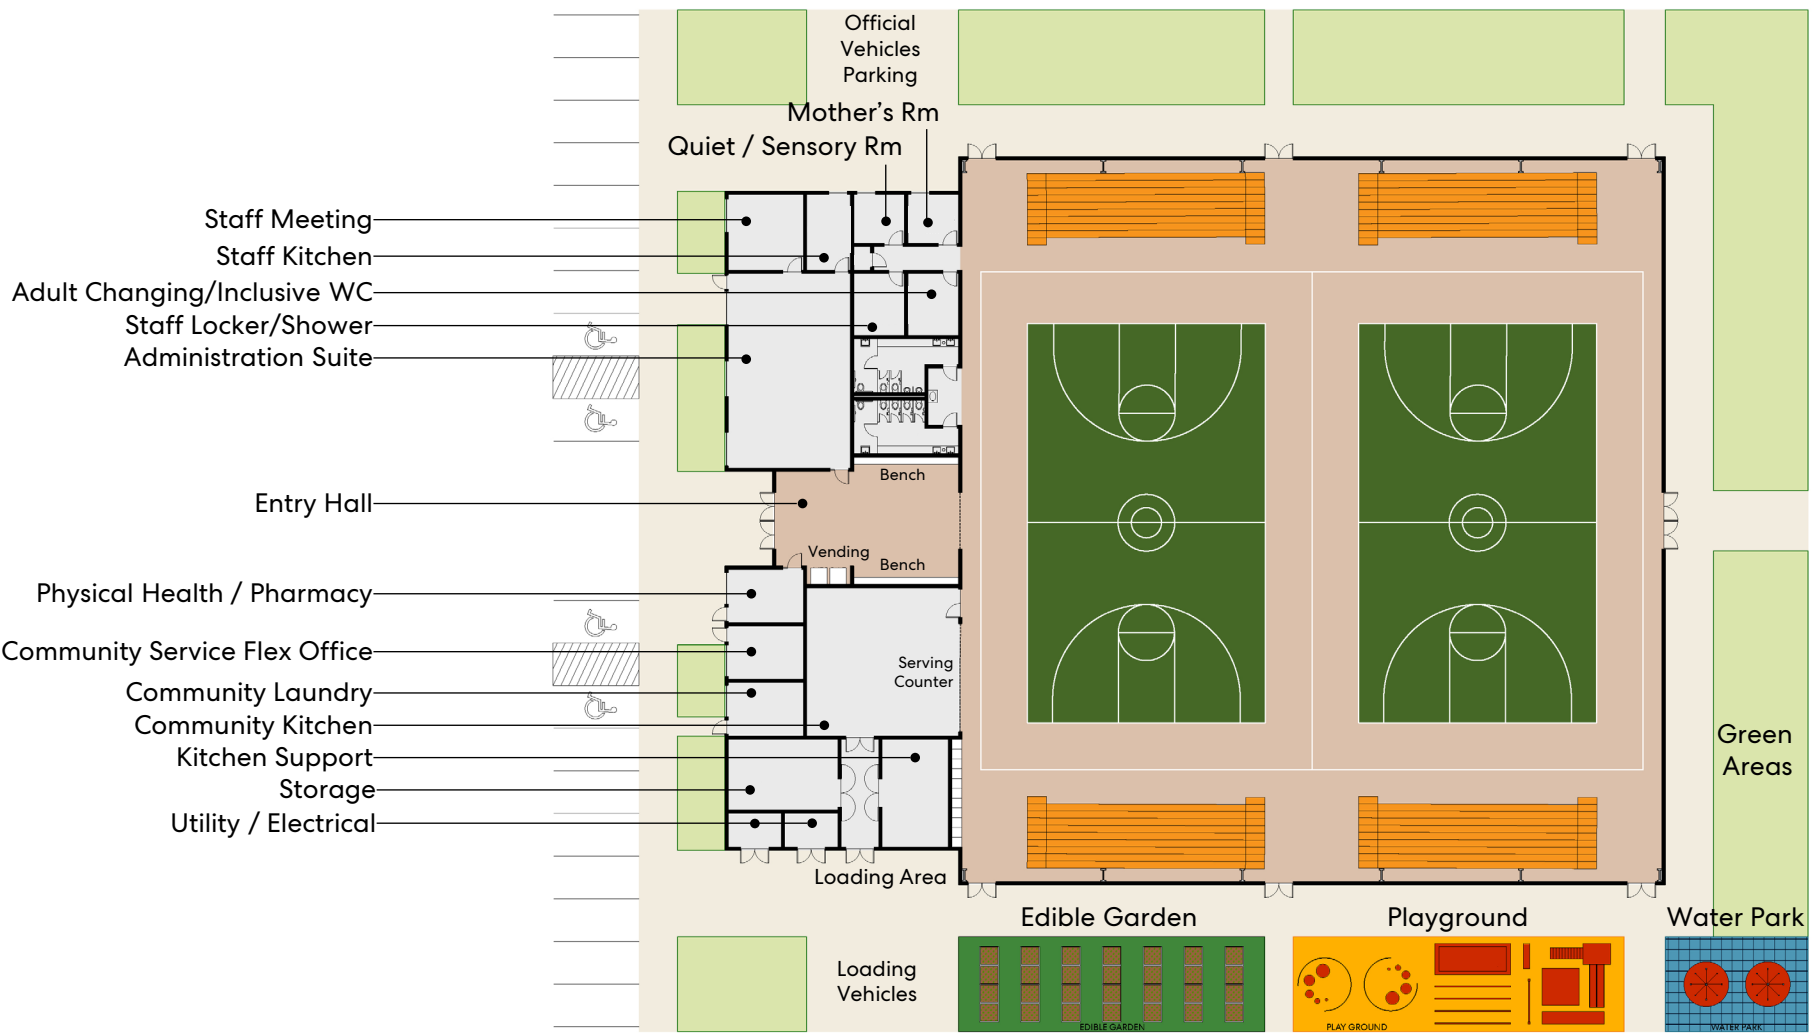 Official
Vehicles
Parking
Mother's Rm
Quiet / Sensory Rm
Staff Meeting
Staff Kitchen
Adult Changing/Inclusive WC
Staff Locker/Shower
Administration Suite
Bench
Entry Hall
Vending
Bench
Physical Health / Pharmacy
Community Service Flex Office
Serving
Counter
Community Laundry
Community Kitchen
Kitchen Support
Storage
Utility / Electrical
Green
Areas
Loading Area
Edible Garden
Playground
Water Park
Loading
Vehicles
EDIBLE GARDEN
PLAY GROUND
WATER PARK